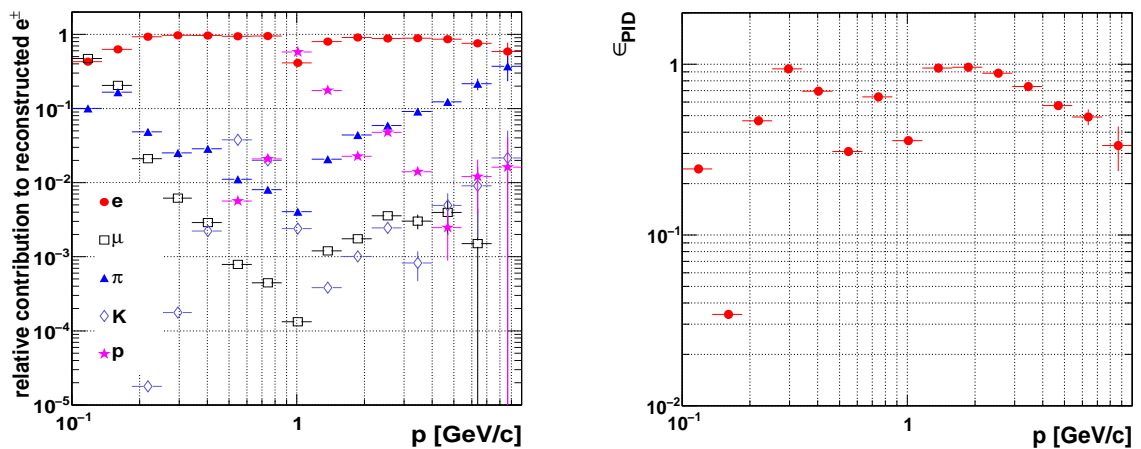 relative contribution to reconstructed e±
1
10⁻¹
10⁻²
10⁻³
10⁻⁴
10⁻⁵
e
μ
π
K
p
10⁻¹
1
p [GeV/c]
ϵPID
1
10⁻¹
10⁻²
10⁻¹
1
p [GeV/c]